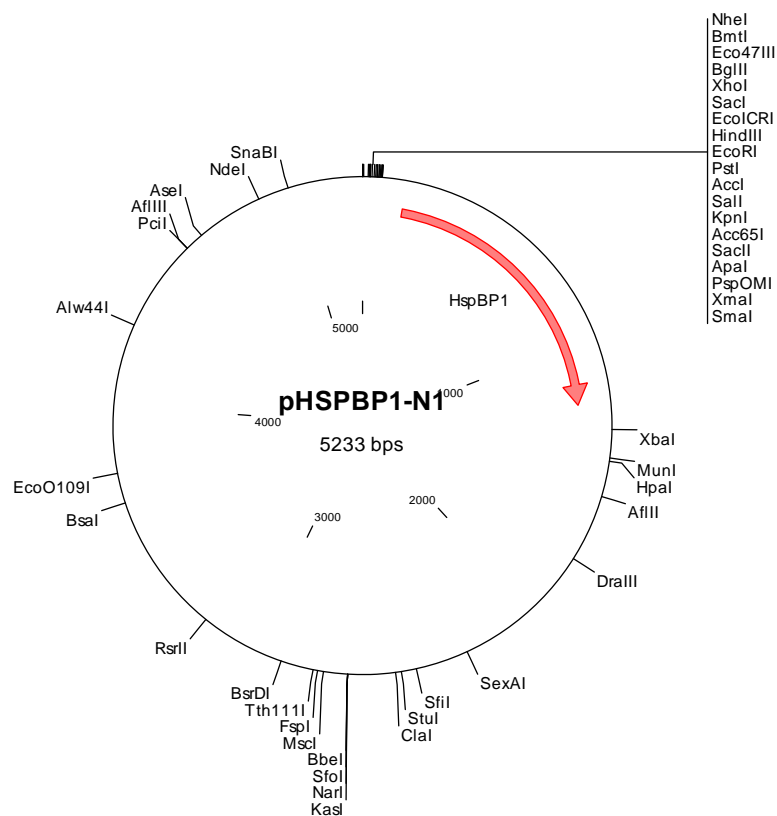 NheI
BmtI
Eco47III
BglII
XhoI
SacI
EcoICRI
HindIII
EcoRI
PstI
AccI
SalI
KpnI
Acc65I
SacII
ApaI
PspOMI
XmaI
SmaI
SnaBI
NdeI
AseI
AflIII
PciI
Alw44I
HspBP1
5000
1000
pHSPBP1-N1
4000
5233 bps
XbaI
MunI
HpaI
EcoO109I
BsaI
AflII
2000
3000
DraIII
RsrII
SexAI
BsrDI
SfiI
Tth111I
StuI
FspI
ClaI
MscI
BbeI
SfoI
NarI
KasI